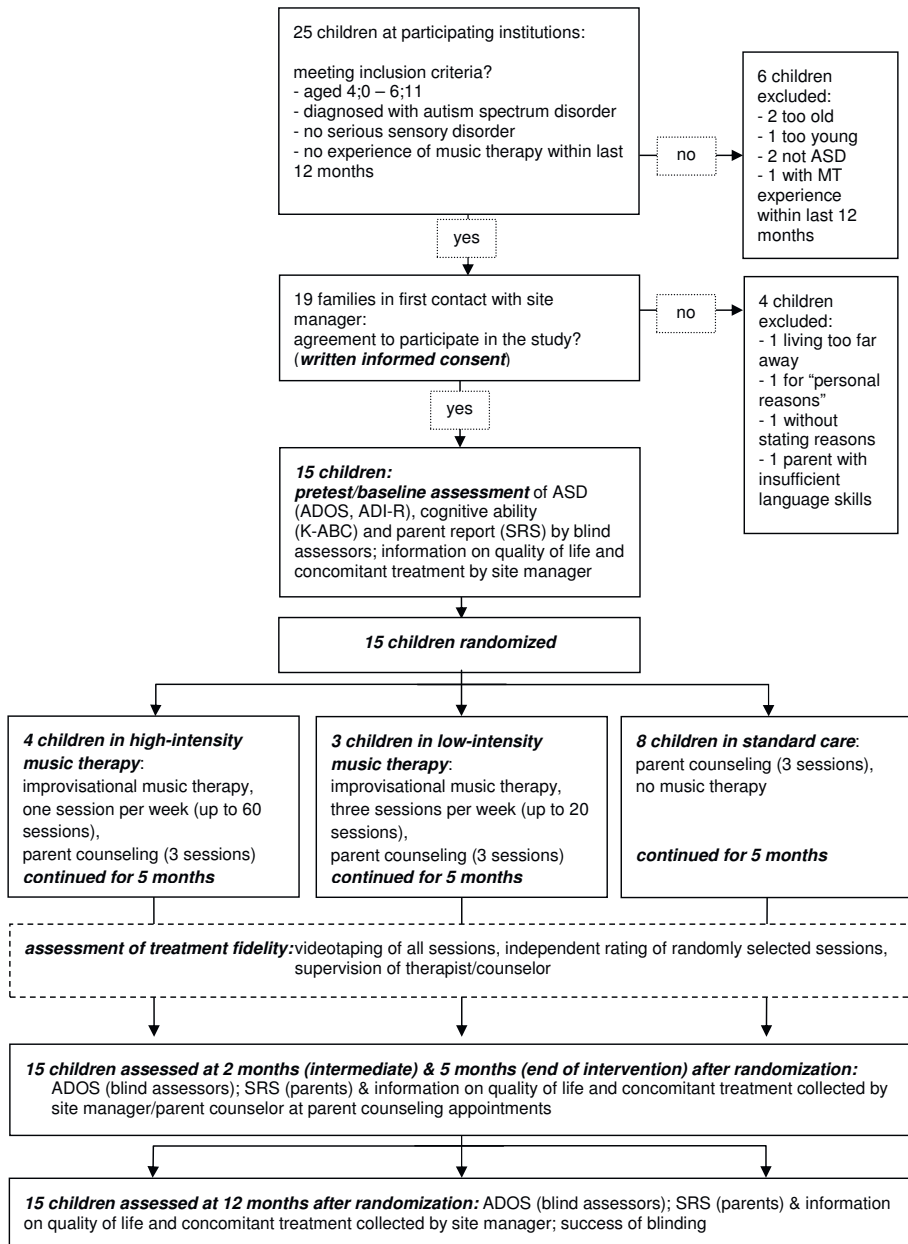 25 children at participating institutions:
meeting inclusion criteria?
- aged 4;0 – 6;11
- diagnosed with autism spectrum disorder
- no serious sensory disorder
- no experience of music therapy within last
12 months
no
6 children
excluded:
- 2 too old
- 1 too young
- 2 not ASD
- 1 with MT
experience
within last 12
months
yes
19 families in first contact with site
manager:
agreement to participate in the study?
(written informed consent)
no
4 children
excluded:
- 1 living too far
away
- 1 for “personal
reasons”
- 1 without
stating reasons
- 1 parent with
insufficient
language skills
yes
15 children:
pretest/baseline assessment of ASD
(ADOS, ADI-R), cognitive ability
(K-ABC) and parent report (SRS) by blind
assessors; information on quality of life and
concomitant treatment by site manager
15 children randomized
4 children in high-intensity
music therapy:
improvisational music therapy,
one session per week (up to 60
sessions),
parent counseling (3 sessions)
continued for 5 months
3 children in low-intensity
music therapy:
improvisational music therapy,
three sessions per week (up to 20
sessions),
parent counseling (3 sessions)
continued for 5 months
8 children in standard care:
parent counseling (3 sessions),
no music therapy
continued for 5 months
assessment of treatment fidelity: videotaping of all sessions, independent rating of randomly selected sessions,
supervision of therapist/counselor
15 children assessed at 2 months (intermediate) & 5 months (end of intervention) after randomization:
ADOS (blind assessors); SRS (parents) & information on quality of life and concomitant treatment collected by
site manager/parent counselor at parent counseling appointments
15 children assessed at 12 months after randomization: ADOS (blind assessors); SRS (parents) & information
on quality of life and concomitant treatment collected by site manager; success of blinding